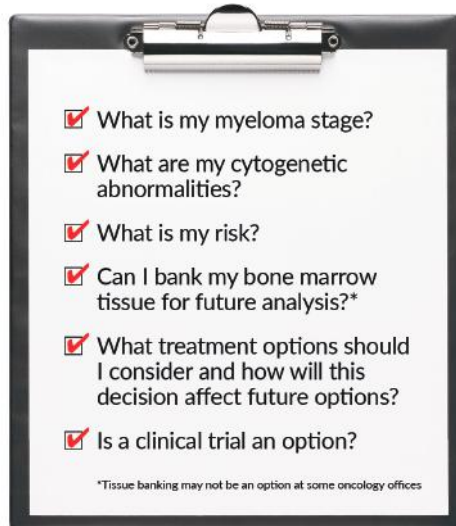 What is my myeloma stage?
What are my cytogenetic
abnormalities?
What is my risk?
Can I bank my bone marrow
tissue for future analysis?*
What treatment options should
I consider and how will this
decision affect future options?
Is a clinical trial an option?
*Tissue banking may not be an option at some oncology offices